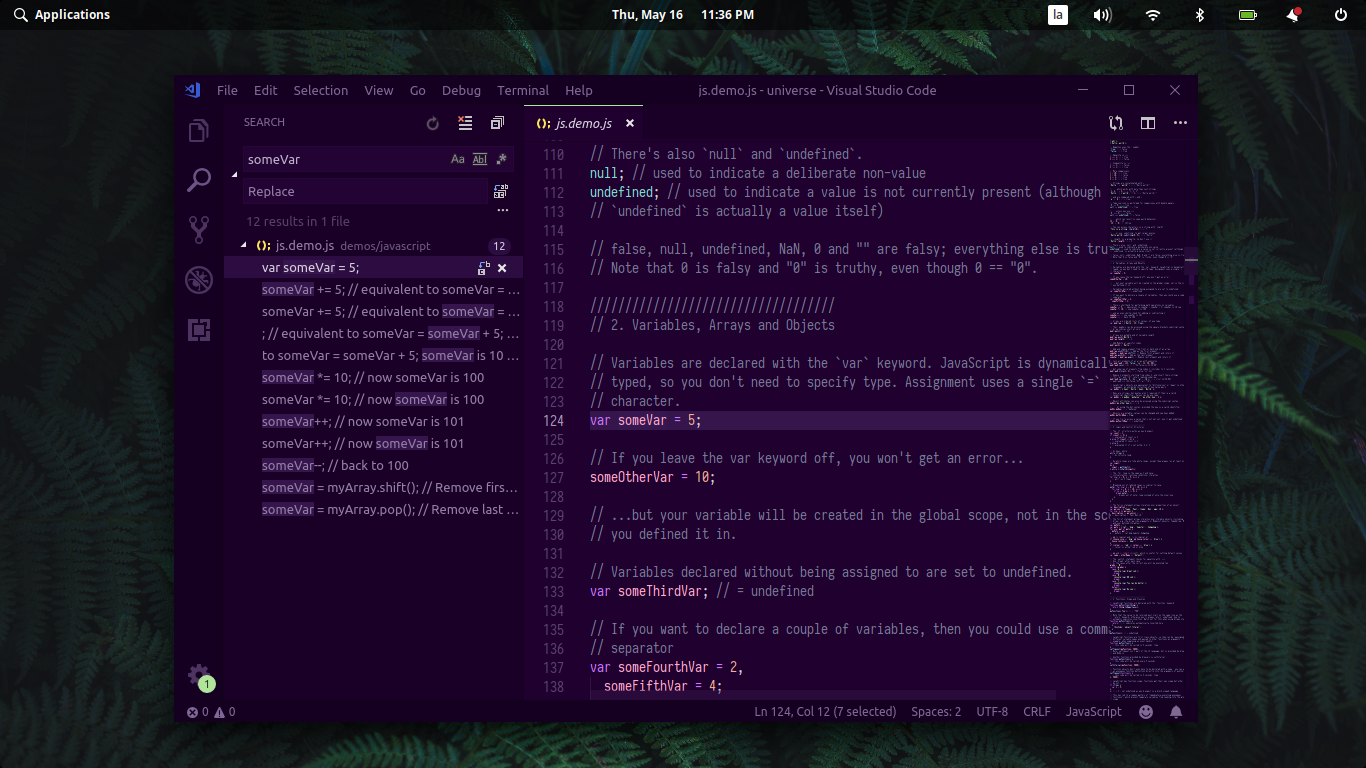 Applications
Thu, May 16 11:36 PM
la
File Edit Selection View Go Debug Terminal Help
js.demo.js - universe - Visual Studio Code
SEARCH
someVar
Aa Abl .*
Replace
12 results in 1 file
js.demo.js demos/javascript 12
var someVar = 5;
someVar += 5; // equivalent to someVar = ...
someVar += 5; // equivalent to someVar = ...
; // equivalent to someVar = someVar + 5; ...
to someVar = someVar + 5; someVar is 10 ...
someVar *= 10; // now someVar is 100
someVar *= 10; // now someVar is 100
someVar++; // now someVar is 101
someVar++; // now someVar is 101
someVar--; // back to 100
someVar = myArray.shift(); // Remove firs...
someVar = myArray.pop(); // Remove last ...
1
js.demo.js
110 // There's also `null` and `undefined`.
111 null; // used to indicate a deliberate non-value
112 undefined; // used to indicate a value is not currently present (although
113 // `undefined` is actually a value itself)
114
115 // false, null, undefined, NaN, 0 and "" are falsy; everything else is tru
116 // Note that 0 is falsy and "0" is truthy, even though 0 == "0".
117
118 ///////////////////////////////////
119 // 2. Variables, Arrays and Objects
120
121 // Variables are declared with the `var` keyword. JavaScript is dynamicall
122 // typed, so you don't need to specify type. Assignment uses a single `=`
123 // character.
124 var someVar = 5;
125
126 // If you leave the var keyword off, you won't get an error...
127 someOtherVar = 10;
128
129 // ...but your variable will be created in the global scope, not in the sc
130 // you defined it in.
131
132 // Variables declared without being assigned to are set to undefined.
133 var someThirdVar; // = undefined
134
135 // If you want to declare a couple of variables, then you could use a comm
136 // separator
137 var someFourthVar = 2,
138 someFifthVar = 4;
0 0
Ln 124, Col 12 (7 selected) Spaces: 2 UTF-8 CRLF JavaScript